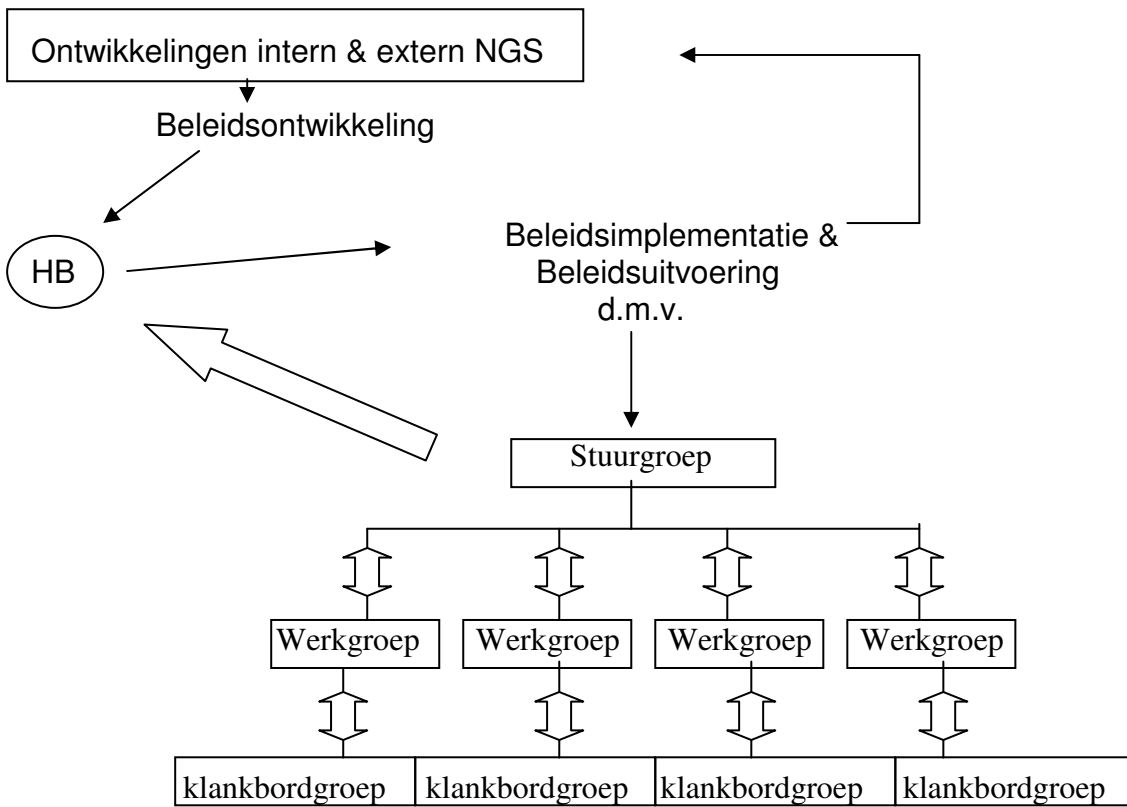 Ontwikkelingen intern & extern NGS
Beleidsontwikkeling
HB
Beleidsimplementatie &
Beleidsuitvoering
d.m.v.
Stuurgroep
Werkgroep
Werkgroep
Werkgroep
Werkgroep
klankbordgroep
klankbordgroep
klankbordgroep
klankbordgroep